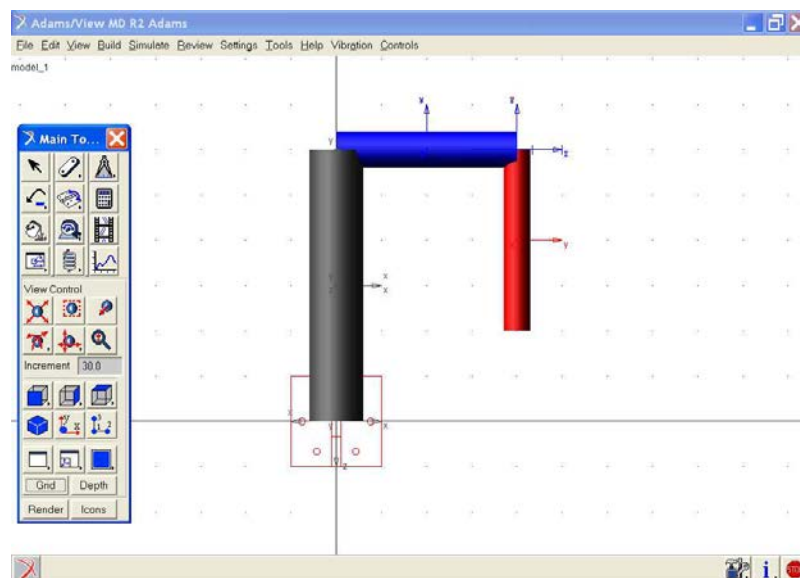 Adams/View MD R2 Adams
File Edit View Build Simulate Review Settings Tools Help Vibration Controls
model_1
Main To...
View Control
Increment 30.0
Grid Depth
Render Icons